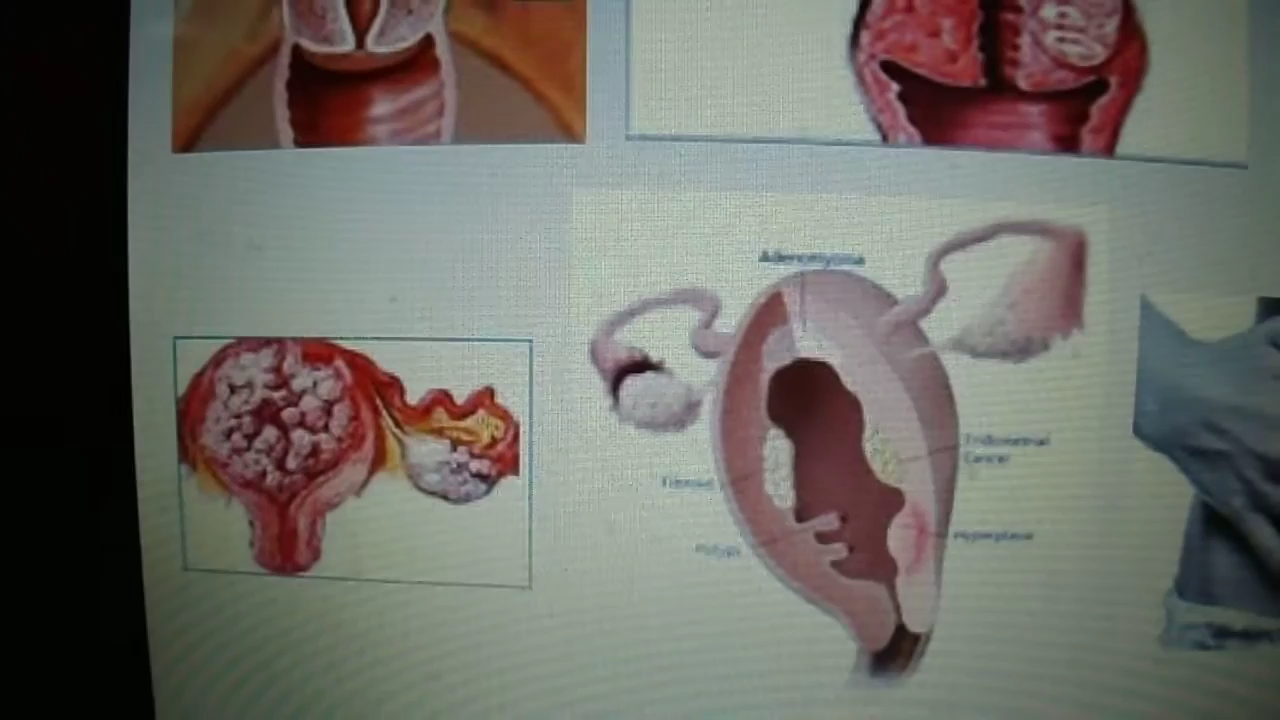 Adenomyosis
Endometrial
Cancer
Fibroid
Polyps
Hyperplasia